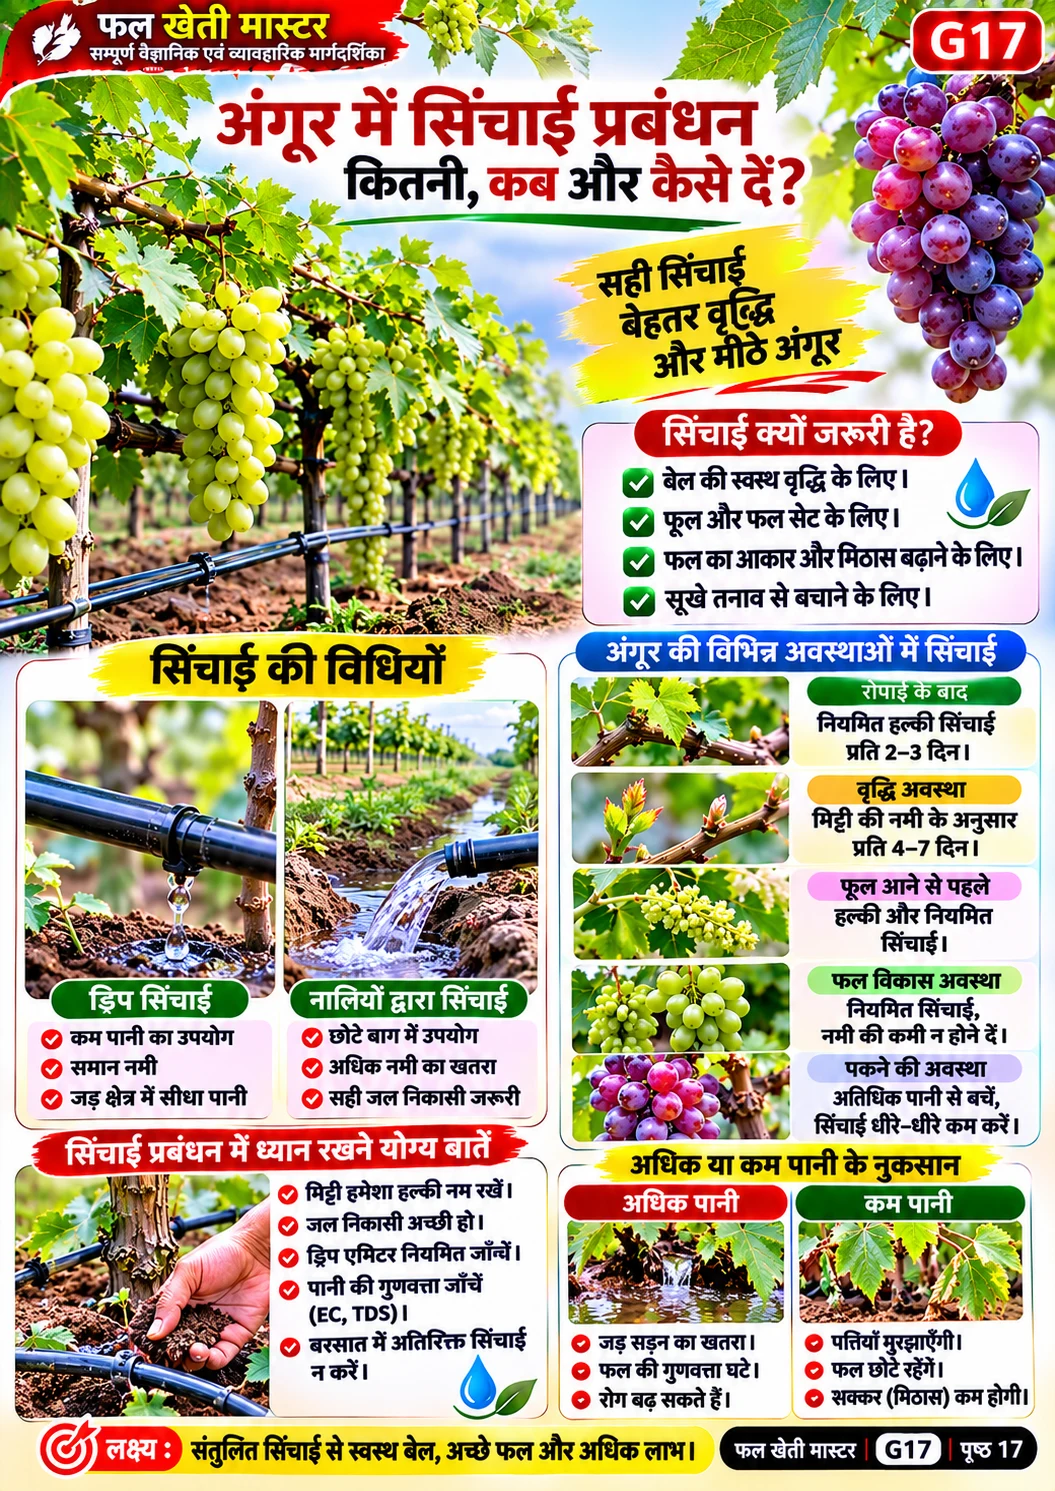 फल खेती मास्टर
सम्पूर्ण वैज्ञानिक एवं व्यावहारिक मार्गदर्शिका
G17
अंगूर में सिंचाई प्रबंधन
कितनी, कब और कैसे दें?
सही सिंचाई
बेहतर वृद्धि
और मीठे अंगूर
सिंचाई क्यों जरूरी है?
बेल की स्वस्थ वृद्धि के लिए।
फूल और फल सेट के लिए।
फल का आकार और मिठास बढ़ाने के लिए।
सूखे तनाव से बचाने के लिए।
सिंचाई की विधियों
ड्रिप सिंचाई
कम पानी का उपयोग
समान नमी
जड़ क्षेत्र में सीधा पानी
नालियों द्वारा सिंचाई
छोटे बाग में उपयोग
अधिक नमी का खतरा
सही जल निकासी जरूरी
अंगूर की विभिन्न अवस्थाओं में सिंचाई
रोपाई के बाद
नियमित हल्की सिंचाई
प्रति 2–3 दिन।
वृद्धि अवस्था
मिट्टी की नमी के अनुसार
प्रति 4–7 दिन।
फूल आने से पहले
हल्की और नियमित
सिंचाई।
फल विकास अवस्था
नियमित सिंचाई,
नमी की कमी न होने दें।
पकने की अवस्था
अतिधिक पानी से बचें,
सिंचाई धीरे–धीरे कम करें।
सिंचाई प्रबंधन में ध्यान रखने योग्य बातें
मिट्टी हमेशा हल्की नम रखें।
जल निकासी अच्छी हो।
ड्रिप एमिटर नियमित जाँचें।
पानी की गुणवत्ता जाँचें
(EC, TDS)।
बरसात में अतिरिक्त सिंचाई
न करें।
अधिक या कम पानी के नुकसान
अधिक पानी
जड़ सड़न का खतरा।
फल की गुणवत्ता घटे।
रोग बढ़ सकते हैं।
कम पानी
पत्तियाँ मुरझाएँगी।
फल छोटे रहेंगें।
सक्कर (मिठास) कम होगी।
लक्ष्य :
संतुलित सिंचाई से स्वस्थ बेल, अच्छे फल और अधिक लाभ।
फल खेती मास्टर | G17 | पृष्ठ 17